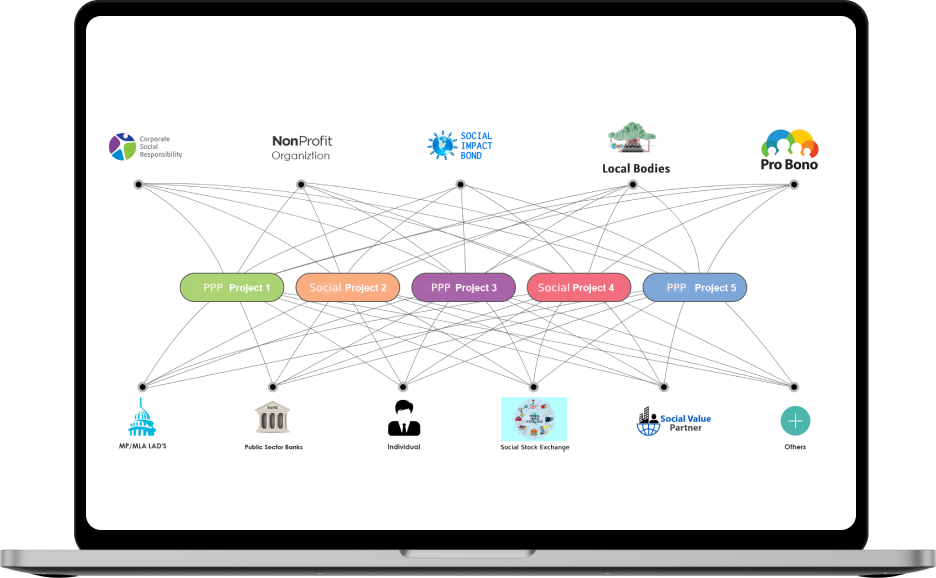 Corporate
Social
Responsibility
NonProfit
Organiztion
SOCIAL
IMPACT
BOND
Local Bodies
Pro Bono
PPP Project 1
Social Project 2
PPP Project 3
Social Project 4
PPP Project 5
BANK
MP/MLA LAD'S
Public Sector Banks
Individual
Social Stock Exchange
Social Value
Partner
Others